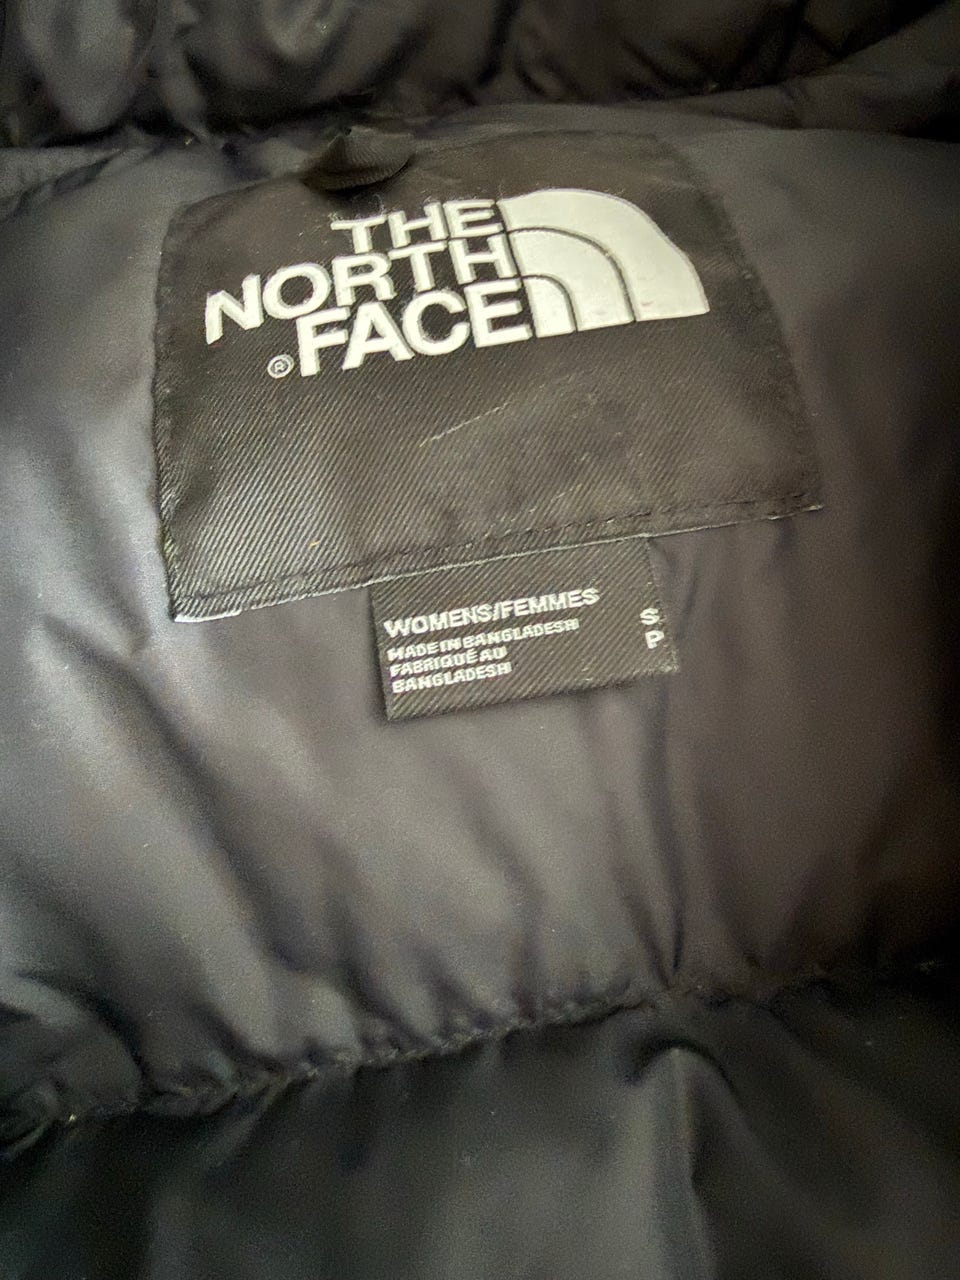 THE
NORTH
FACE
®
WOMENS/FEMMES
MADE IN BANGLADESH
FABRIQUÉ AU
BANGLADESH
S
P